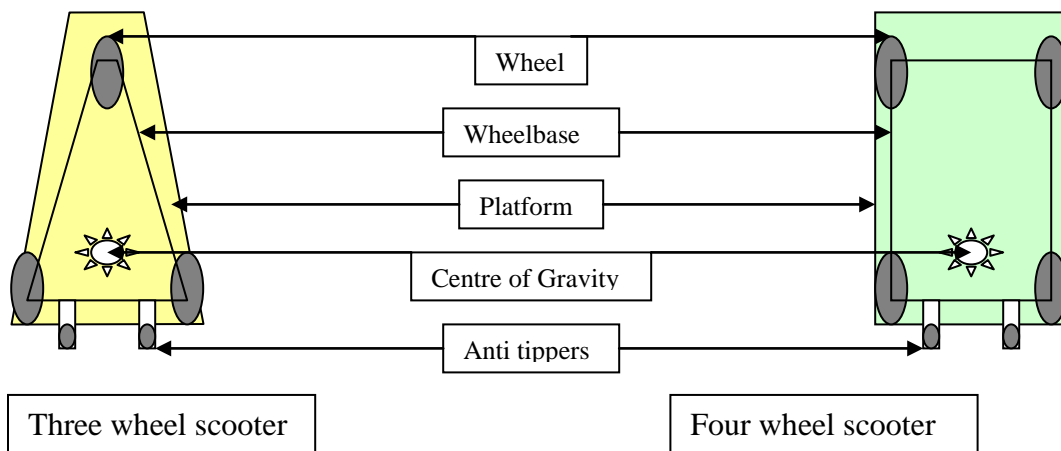 Wheel
Wheelbase
Platform
Centre of Gravity
Anti tippers
Three wheel scooter
Four wheel scooter